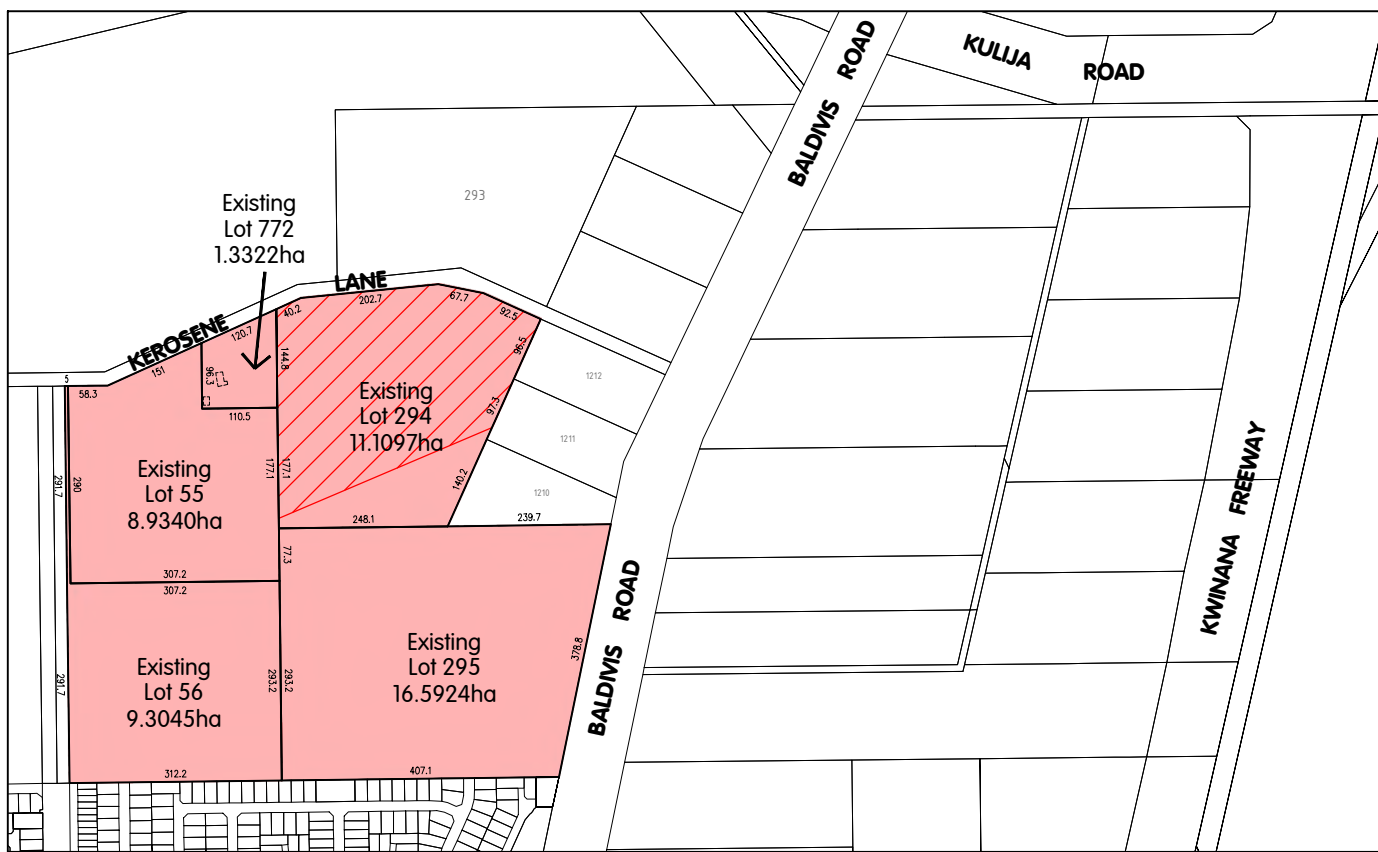 KULIJA ROAD
BALDIVIS ROAD
293
Existing
Lot 772
1.3322ha
KEROSENE LANE
202.7
67.7
92.5
40.2
120.7
151
58.3
5
144.8
96.3
110.5
96.5
97.3
140.2
1212
1211
1210
Existing
Lot 294
11.1097ha
Existing
Lot 55
8.9340ha
291.7
290
177.1
177.1
248.1
239.7
77.3
307.2
307.2
Existing
Lot 56
9.3045ha
291.7
293.2
293.2
312.2
Existing
Lot 295
16.5924ha
378.8
407.1
BALDIVIS ROAD
KWINANA FREEWAY